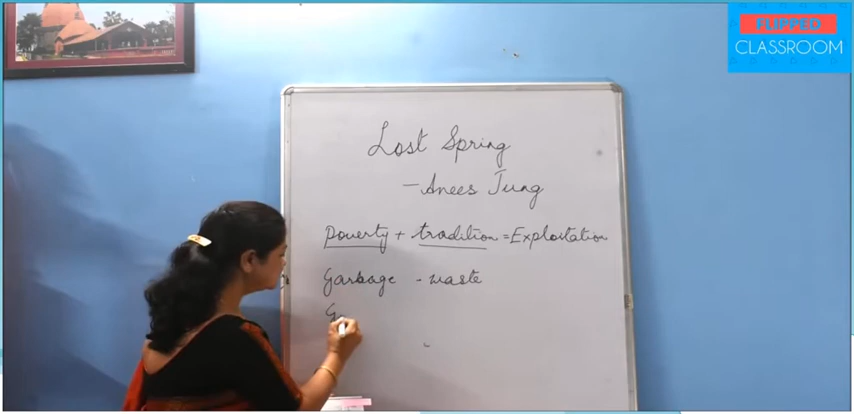 FLIPPED
CLASSROOM
Lost Spring
- Anees Jung
Poverty + tradition = Exploitation
Garbage - waste
G